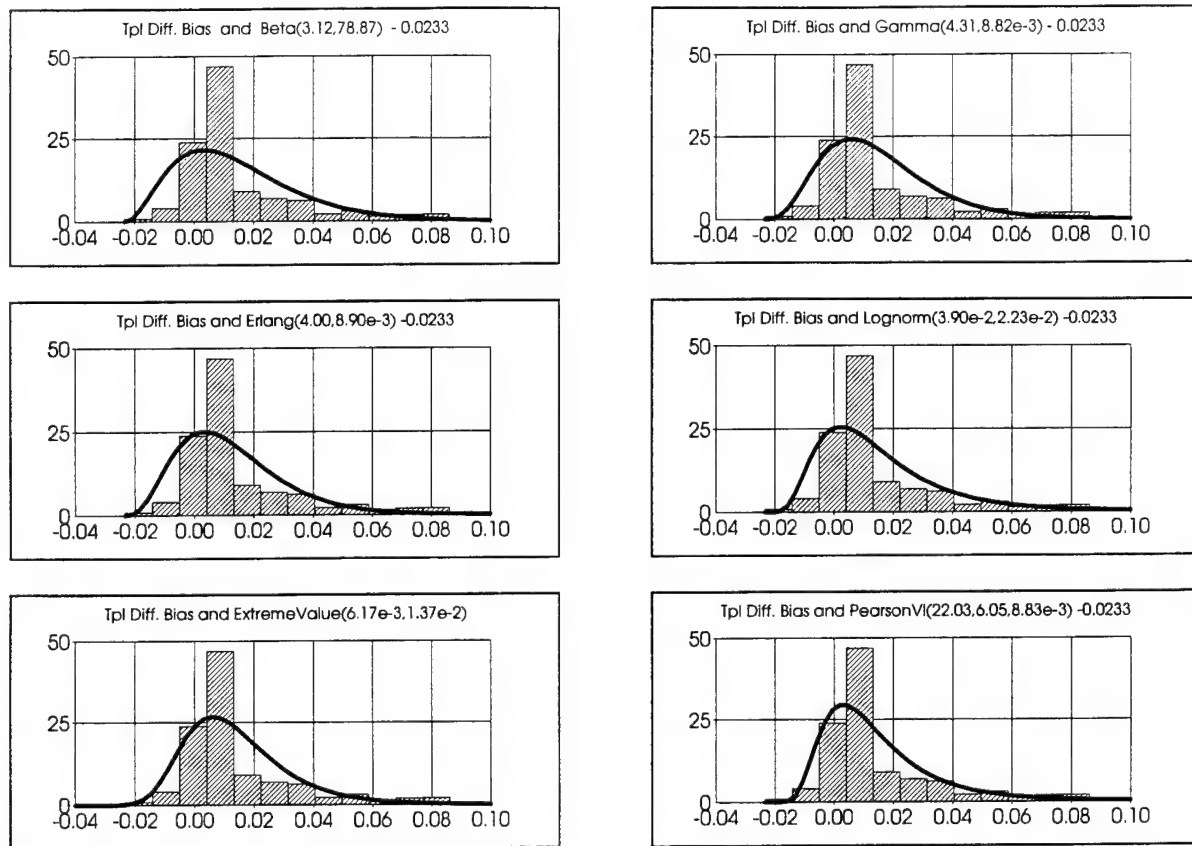 Tpl Diff. Bias and Beta(3.12,78.87) - 0.0233
50
25
0
-0.04 -0.02 0.00 0.02 0.04 0.06 0.08 0.10
Tpl Diff. Bias and Gamma(4.31,8.82e-3) - 0.0233
50
25
0
-0.04 -0.02 0.00 0.02 0.04 0.06 0.08 0.10
Tpl Diff. Bias and Erlang(4.00,8.90e-3) -0.0233
50
25
0
-0.04 -0.02 0.00 0.02 0.04 0.06 0.08 0.10
Tpl Diff. Bias and Lognorm(3.90e-2,2.23e-2) -0.0233
50
25
0
-0.04 -0.02 0.00 0.02 0.04 0.06 0.08 0.10
Tpl Diff. Bias and ExtremeValue(6.17e-3,1.37e-2)
50
25
0
-0.04 -0.02 0.00 0.02 0.04 0.06 0.08 0.10
Tpl Diff. Bias and PearsonVI(22.03,6.05,8.83e-3) -0.0233
50
25
0
-0.04 -0.02 0.00 0.02 0.04 0.06 0.08 0.10